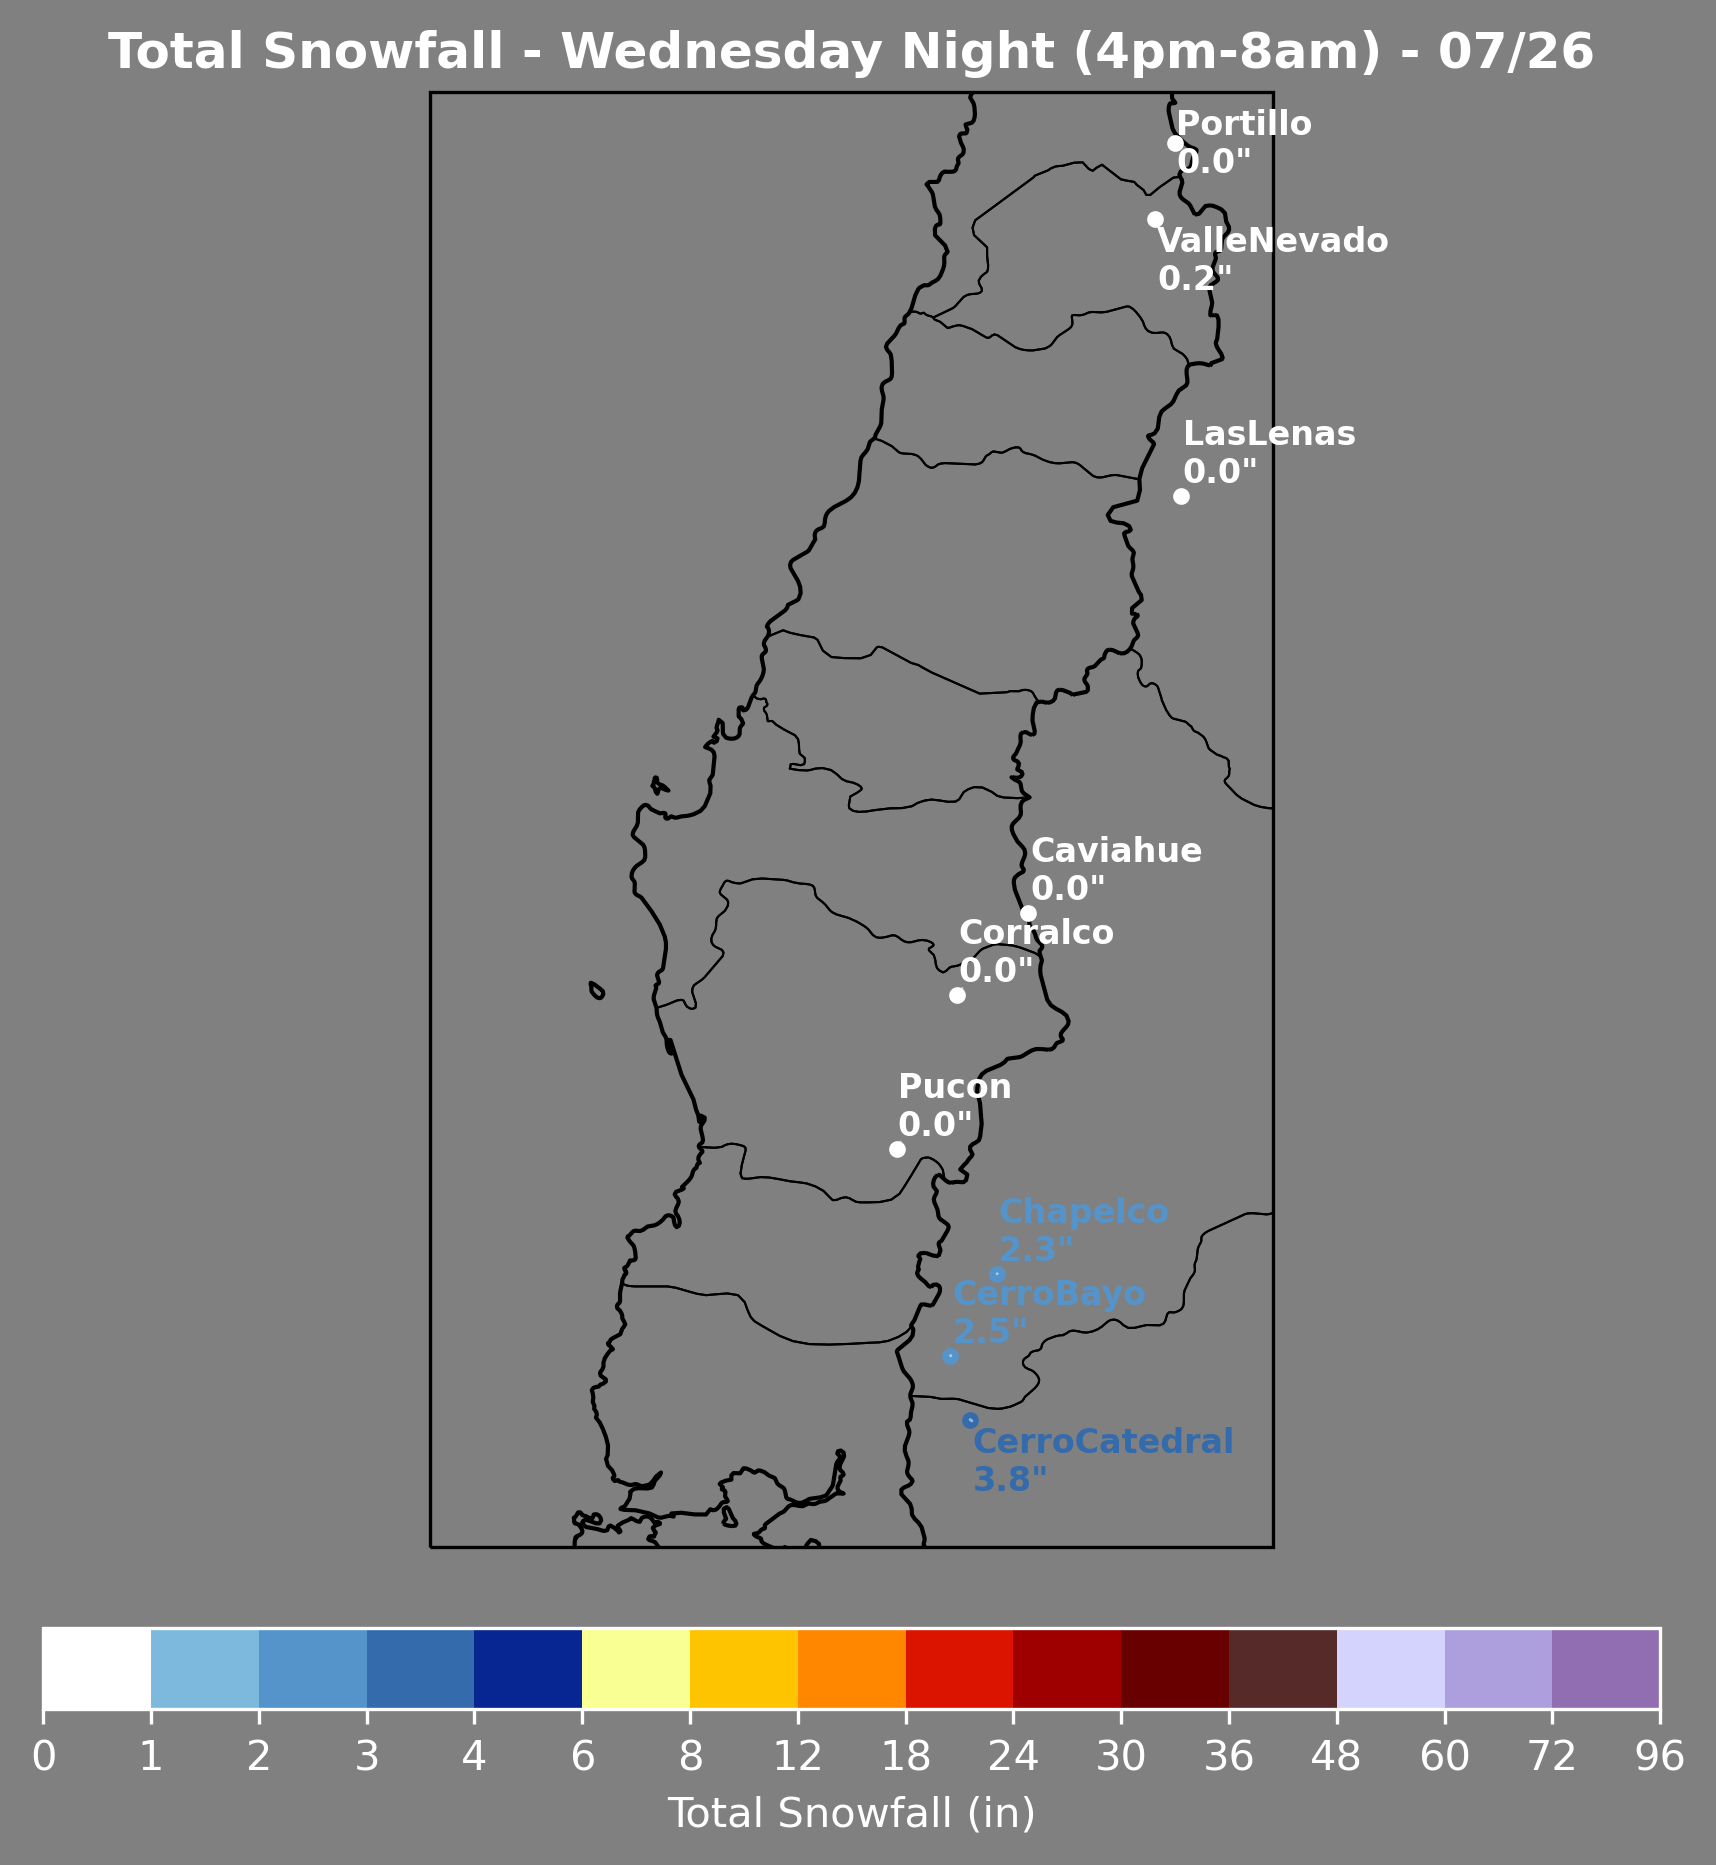 Total Snowfall - Wednesday Night (4pm-8am) - 07/26
Portillo
0.0"
ValleNevado
0.2"
LasLenas
0.0"
Caviahue
0.0"
Corralco
0.0"
Pucon
0.0"
Chapelco
2.3"
CerroBayo
2.5"
CerroCatedral
3.8"
0 1 2 3 4 6 8 12 18 24 30 36 48 60 72 96
Total Snowfall (in)